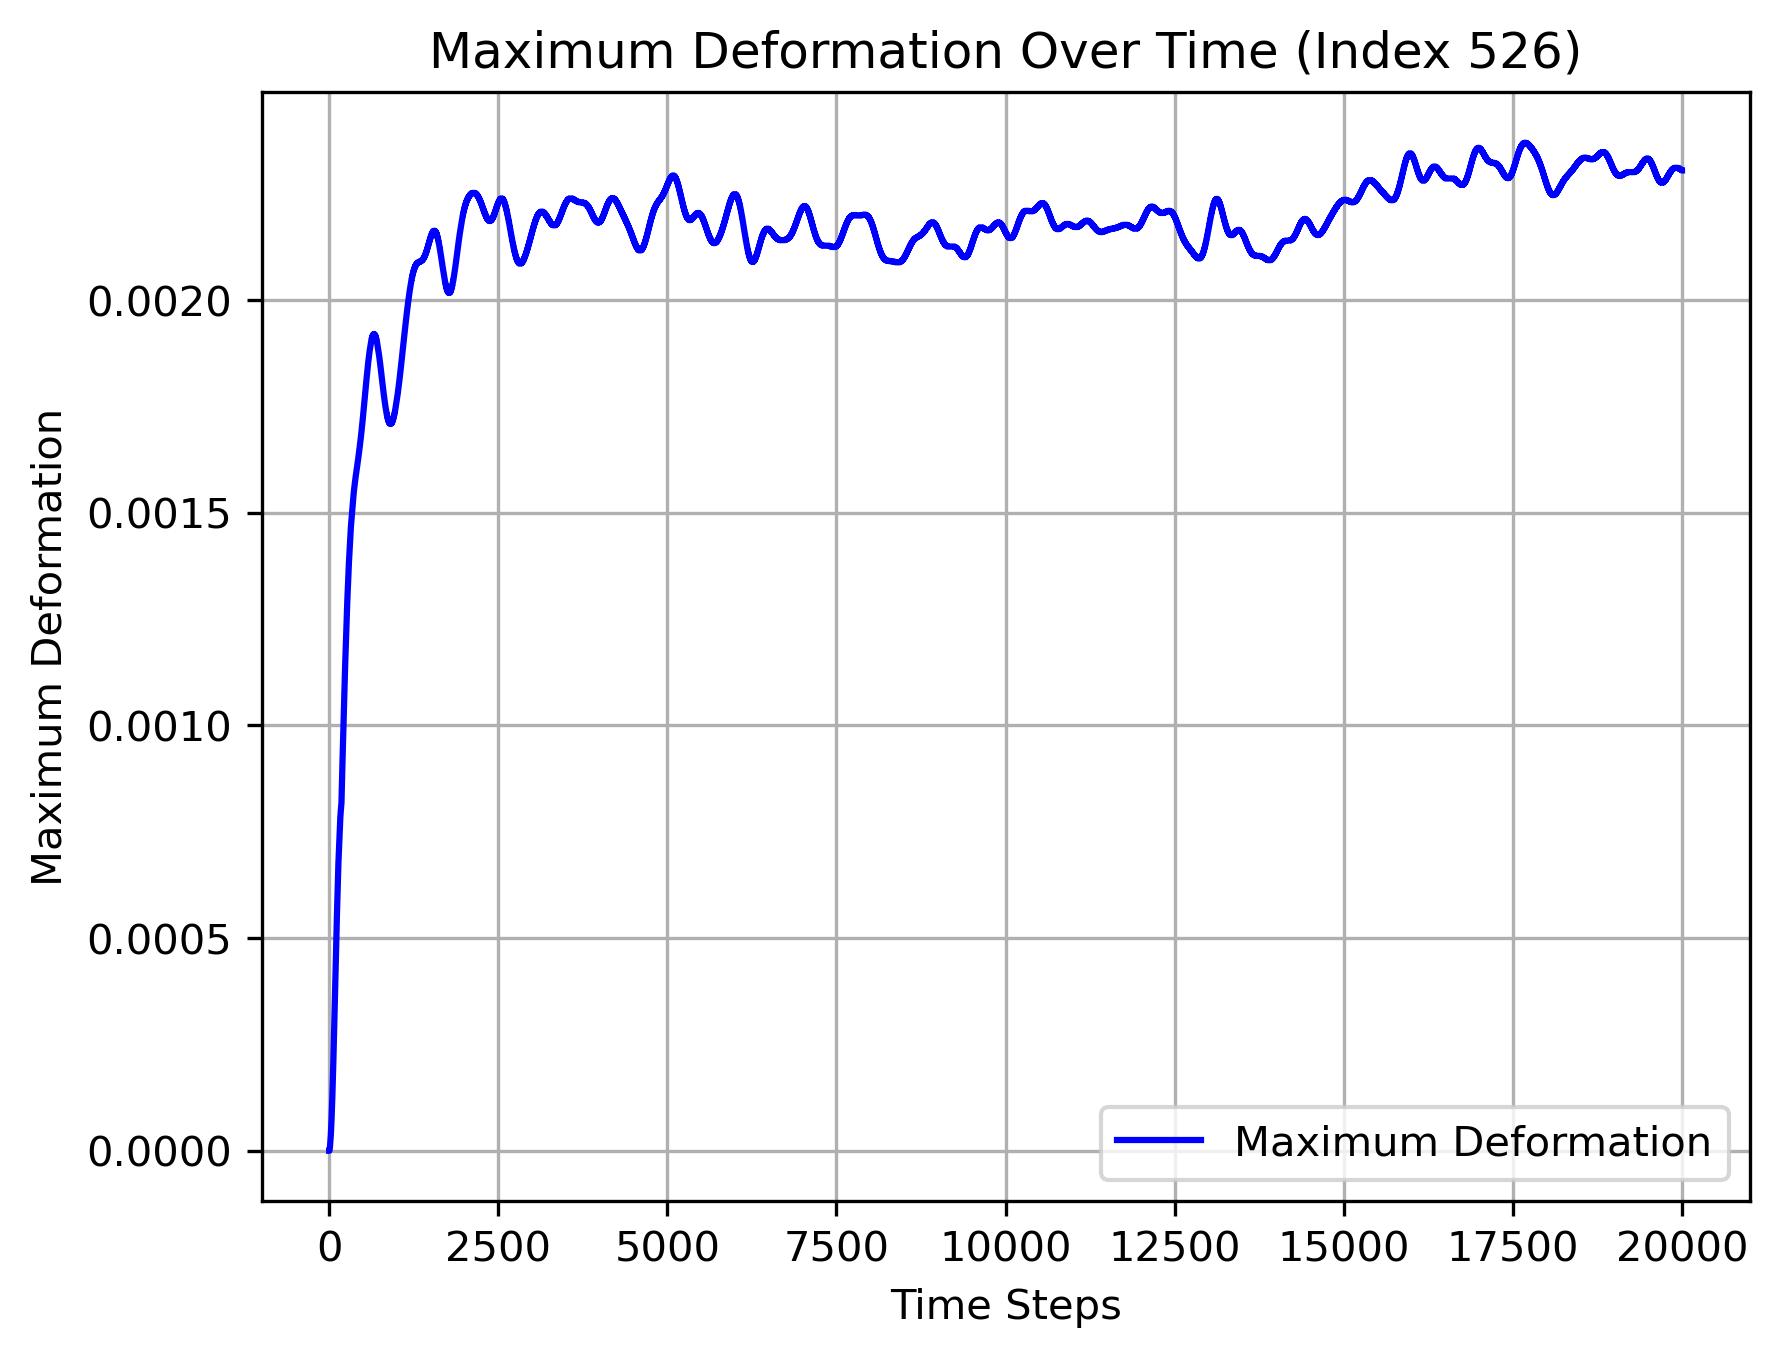 Maximum Deformation Over Time (Index 526)
Maximum Deformation
0.0020
0.0015
0.0010
0.0005
0.0000
Maximum Deformation
0 2500 5000 7500 10000 12500 15000 17500 20000
Time Steps